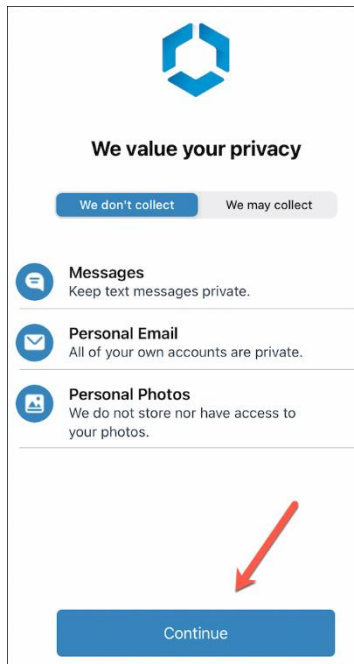 We value your privacy
We don't collect
We may collect
Messages
Keep text messages private.
Personal Email
All of your own accounts are private.
Personal Photos
We do not store nor have access to
your photos.
Continue